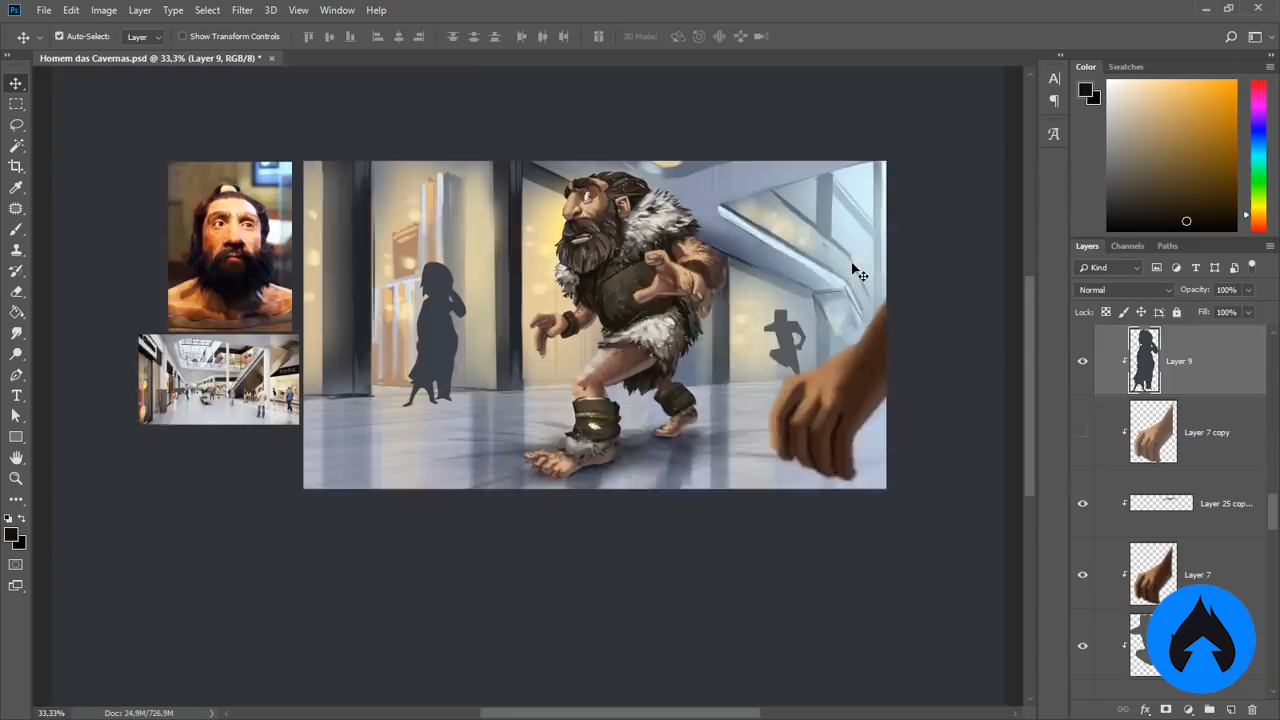 Ps File Edit Image Layer Type Select Filter 3D View Window Help
Auto-Select: Layer Show Transform Controls 3D Mode:
Homem das Cavernas.psd @ 33,3% (Layer 9, RGB/8) *
Color Swatches
Layers Channels Paths
Kind
Normal Opacity: 100%
Lock: Fill: 100%
Layer 9
Layer 7 copy
Layer 25 cop...
Layer 7
33,33% Doc: 24,9M/726,9M